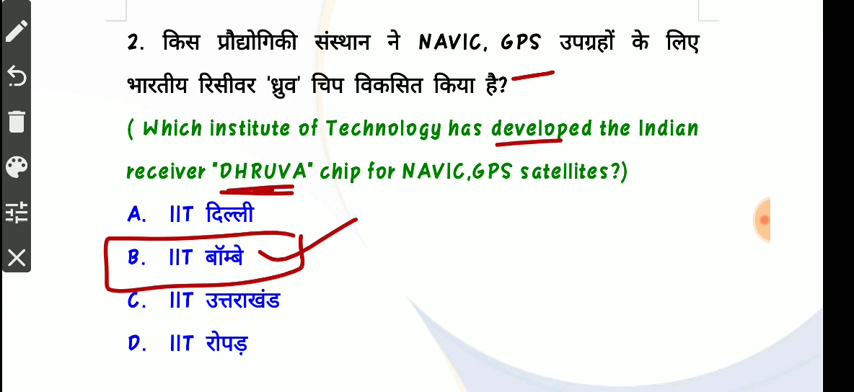 2. किस प्रौद्योगिकी संस्थान ने NAVIC, GPS उपग्रहों के लिए
भारतीय रिसीवर 'ध्रुव' चिप विकसित किया है?
( Which institute of Technology has developed the Indian
receiver "DHRUVA" chip for NAVIC,GPS satellites?)
A. IIT दिल्ली
B. IIT बॉम्बे
C. IIT उत्तराखंड
D. IIT रोपड़